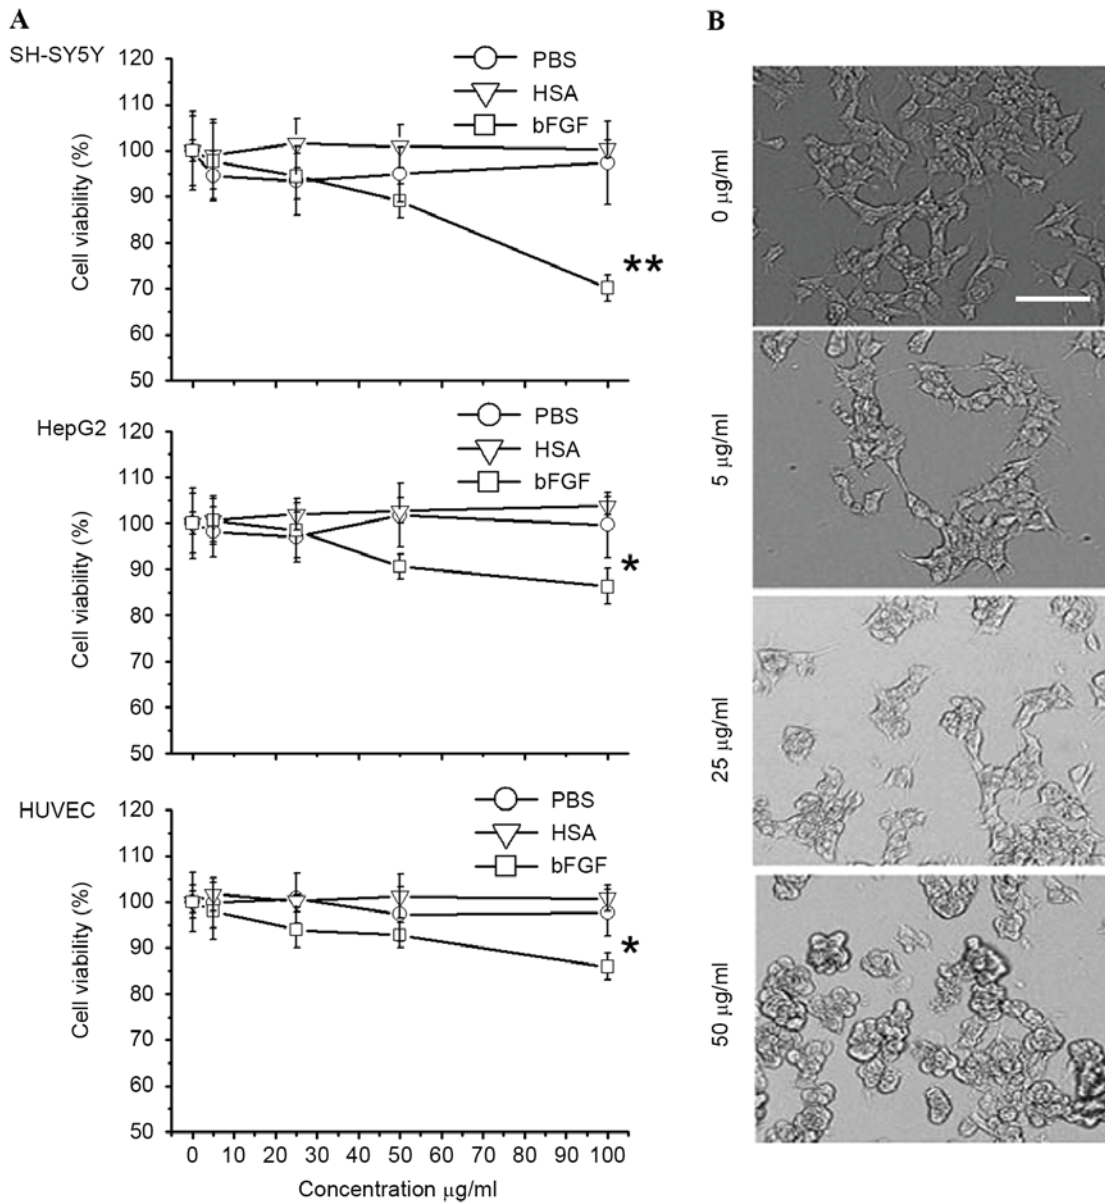 A
SH-SY5Y
120
110
100
90
80
70
60
50
Cell viability (%)
PBS
HSA
bFGF
**
HepG2
120
110
100
90
80
70
60
50
Cell viability (%)
PBS
HSA
bFGF
*
HUVEC
120
110
100
90
80
70
60
50
Cell viability (%)
PBS
HSA
bFGF
*
0 10 20 30 40 50 60 70 80 90 100
Concentration µg/ml
B
0 µg/ml
5 µg/ml
25 µg/ml
50 µg/ml